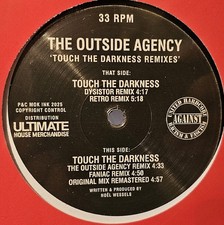 33 RPM
THE OUTSIDE AGENCY
'TOUCH THE DARKNESS REMIXES'
THAT SIDE:
TOUCH THE DARKNESS
DYSISTOR REMIX 4:17
RETRO REMIX 5:18
P&C MOK INK 2025
COPYRIGHT CONTROL
DISTRIBUTION
ULTIMATE
HOUSE MERCHANDISE
UNITED HARDCORE
AGAINST
THIS SIDE:
TOUCH THE DARKNESS
THE OUTSIDE AGENCY REMIX 4:33
FANIAC REMIX 4:50
ORIGINAL MIX REMASTERED 4:57
WRITTEN & PRODUCED BY
NOËL WESSELS